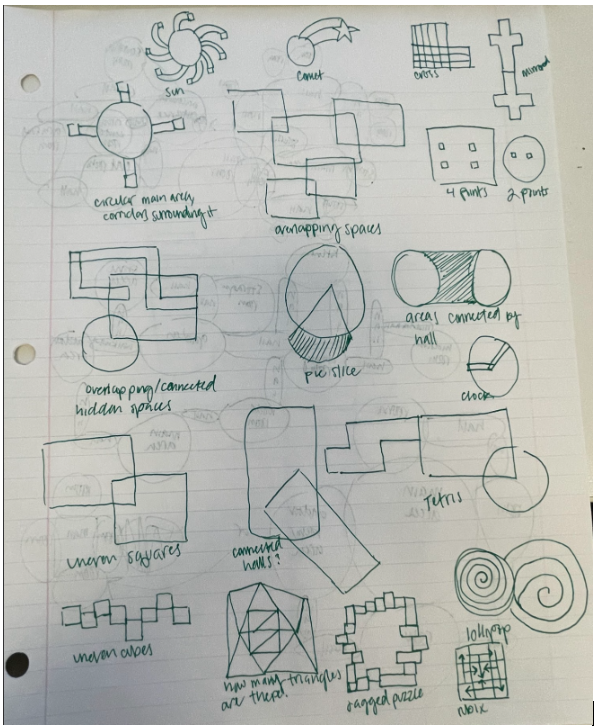 sun
comet
cross
mirrored
circular main area,
corridors surrounding it
overlapping spaces
4 points
2 points
overlapping/connected
hidden spaces
pie slice
areas connected by
hall
clock
uneven squares
connected
halls?
Tetris
lollipop
uneven cubes
how many triangles
are there?
ragged puzzle